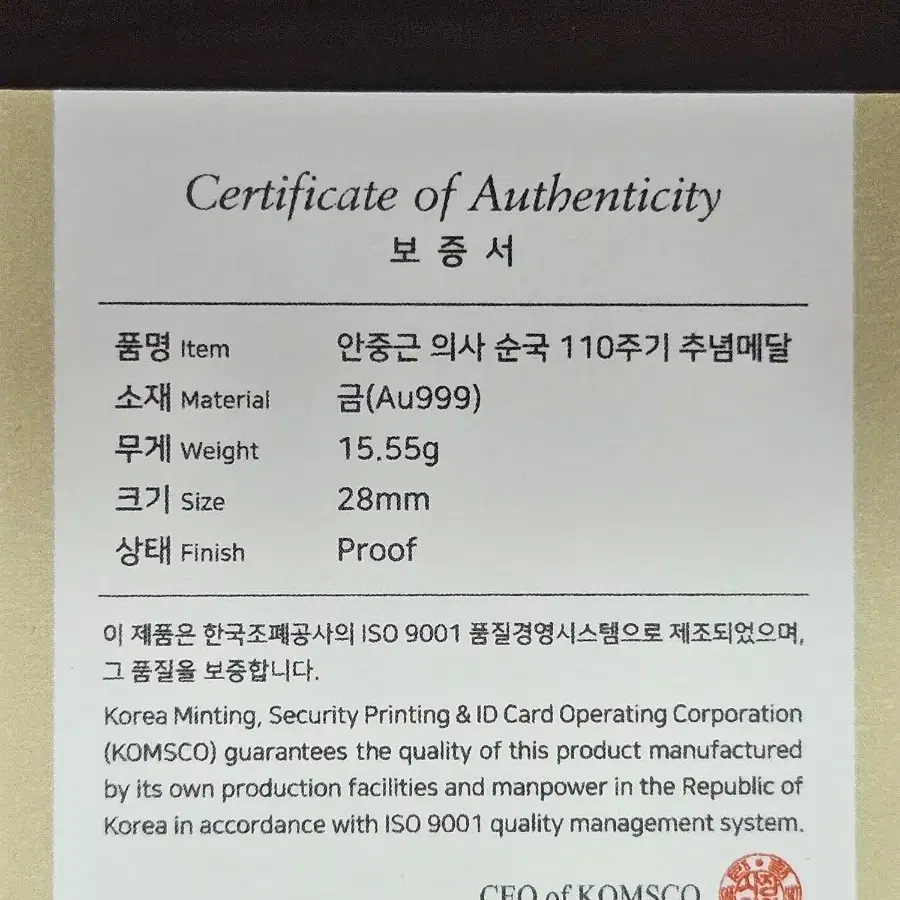 Certificate of Authenticity
보 증 서
품명 Item 안중근 의사 순국 110주기 추념메달
소재 Material 금(Au999)
무게 Weight 15.55g
크기 Size 28mm
상태 Finish Proof
이 제품은 한국조폐공사의 ISO 9001 품질경영시스템으로 제조되었으며,
그 품질을 보증합니다.
Korea Minting, Security Printing & ID Card Operating Corporation
(KOMSCO) guarantees the quality of this product manufactured
by its own production facilities and manpower in the Republic of
Korea in accordance with ISO 9001 quality management system.
CEO of KOMSCO